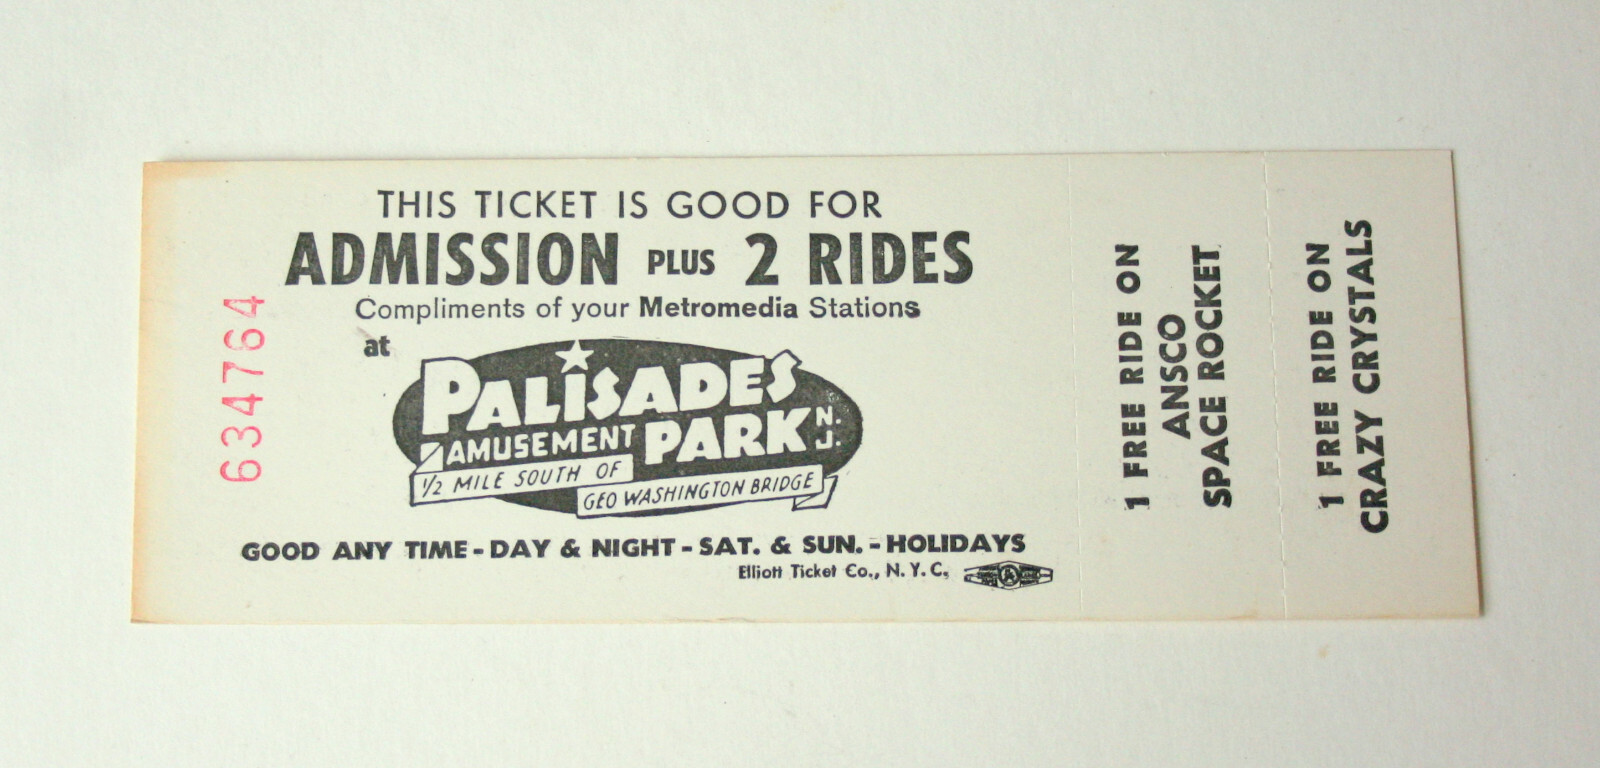 634764
THIS TICKET IS GOOD FOR
ADMISSION PLUS 2 RIDES
Compliments of your Metromedia Stations
at
PALISADES
AMUSEMENT PARK N.J.
1/2 MILE SOUTH OF
GEO WASHINGTON BRIDGE
GOOD ANY TIME - DAY & NIGHT - SAT. & SUN. - HOLIDAYS
Elliott Ticket Co., N. Y. C.
1 FREE RIDE ON
ANSCO
SPACE ROCKET
1 FREE RIDE ON
CRAZY CRYSTALS